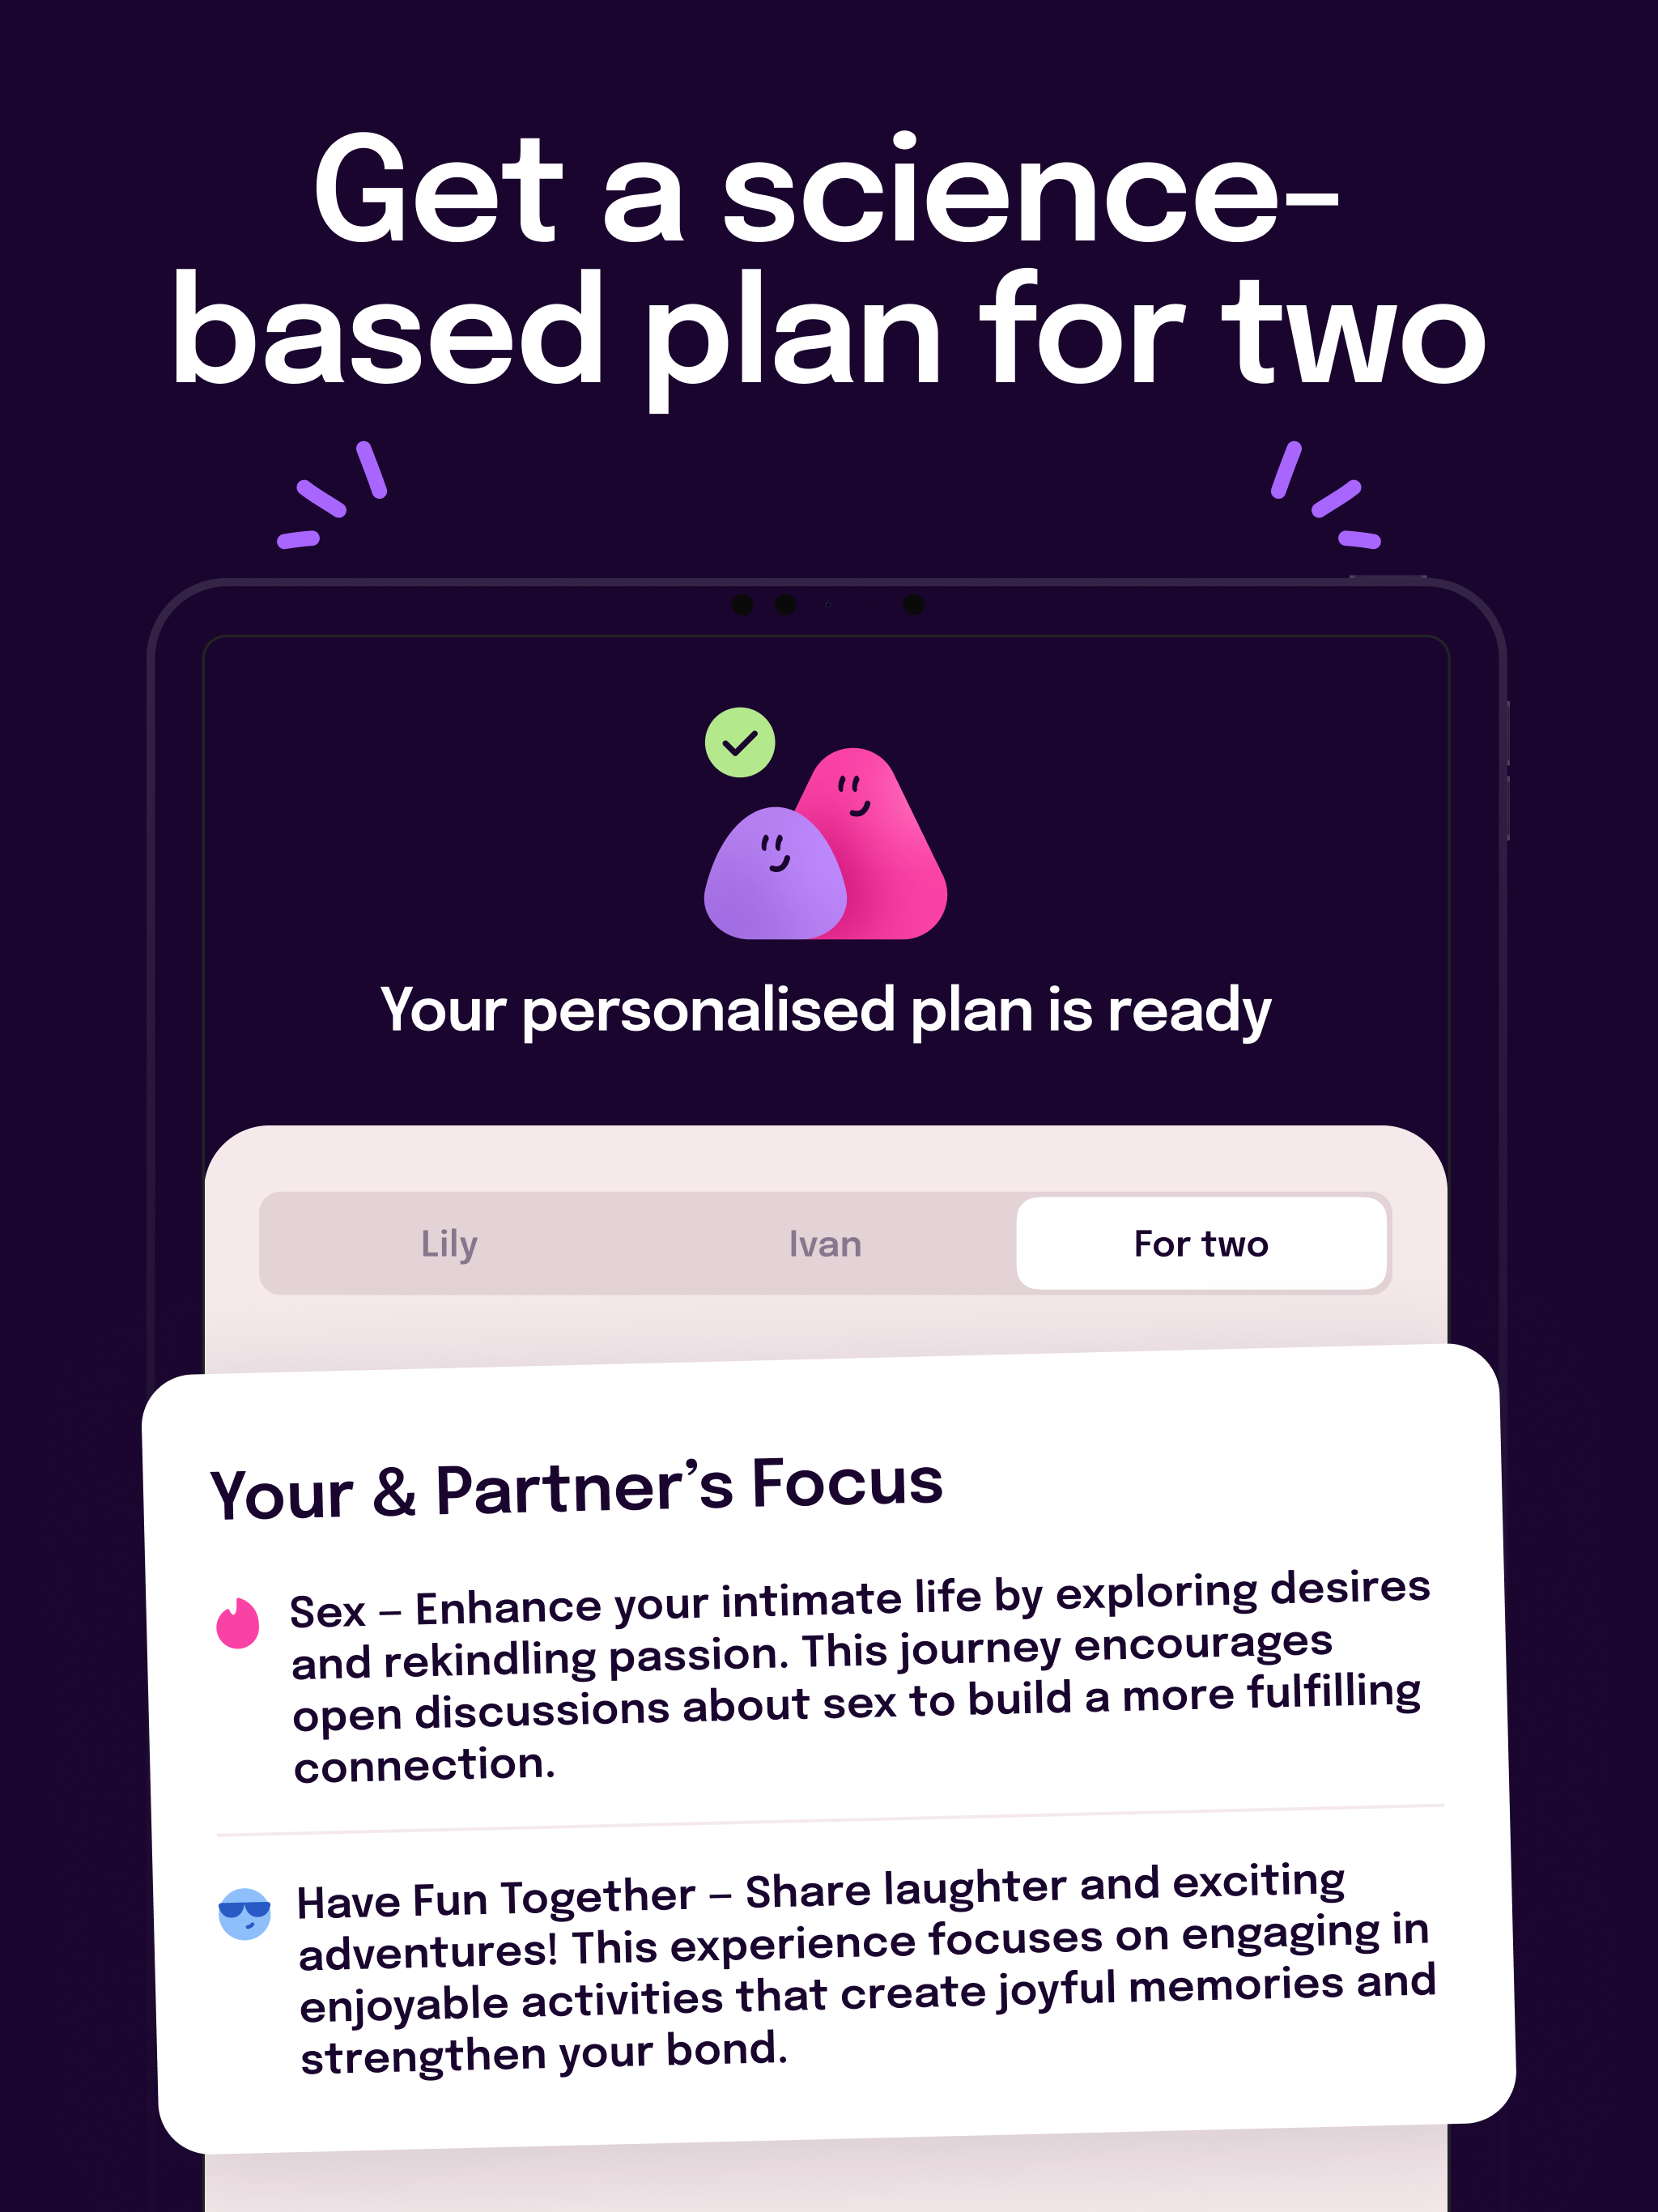 Get a science-
based plan for two
Your personalised plan is ready
Lily
Ivan
For two
Your & Partner’s Focus
Sex – Enhance your intimate life by exploring desires
and rekindling passion. This journey encourages
open discussions about sex to build a more fulfilling
connection.
Have Fun Together – Share laughter and exciting
adventures! This experience focuses on engaging in
enjoyable activities that create joyful memories and
strengthen your bond.